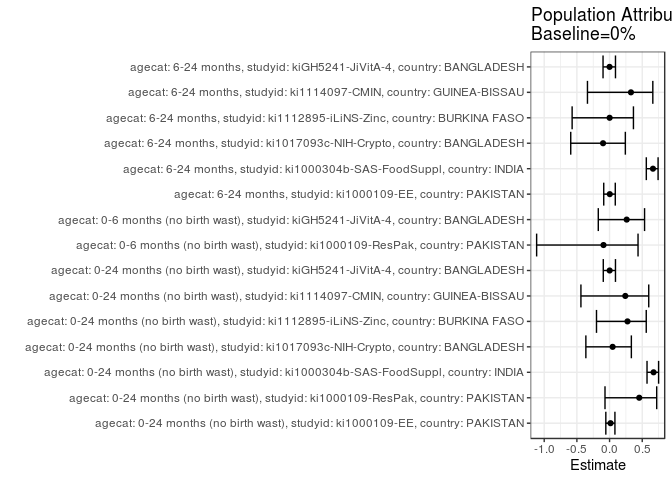 Population Attribu
Baseline=0%
agecat: 6-24 months, studyid: kiGH5241-JiVitA-4, country: BANGLADESH
agecat: 6-24 months, studyid: ki1114097-CMIN, country: GUINEA-BISSAU
agecat: 6-24 months, studyid: ki1112895-iLiNS-Zinc, country: BURKINA FASO
agecat: 6-24 months, studyid: ki1017093c-NIH-Crypto, country: BANGLADESH
agecat: 6-24 months, studyid: ki1000304b-SAS-FoodSuppl, country: INDIA
agecat: 6-24 months, studyid: ki1000109-EE, country: PAKISTAN
agecat: 0-6 months (no birth wast), studyid: kiGH5241-JiVitA-4, country: BANGLADESH
agecat: 0-6 months (no birth wast), studyid: ki1000109-ResPak, country: PAKISTAN
agecat: 0-24 months (no birth wast), studyid: kiGH5241-JiVitA-4, country: BANGLADESH
agecat: 0-24 months (no birth wast), studyid: ki1114097-CMIN, country: GUINEA-BISSAU
agecat: 0-24 months (no birth wast), studyid: ki1112895-iLiNS-Zinc, country: BURKINA FASO
agecat: 0-24 months (no birth wast), studyid: ki1017093c-NIH-Crypto, country: BANGLADESH
agecat: 0-24 months (no birth wast), studyid: ki1000304b-SAS-FoodSuppl, country: INDIA
agecat: 0-24 months (no birth wast), studyid: ki1000109-ResPak, country: PAKISTAN
agecat: 0-24 months (no birth wast), studyid: ki1000109-EE, country: PAKISTAN
-1.0 -0.5 0.0 0.5
Estimate